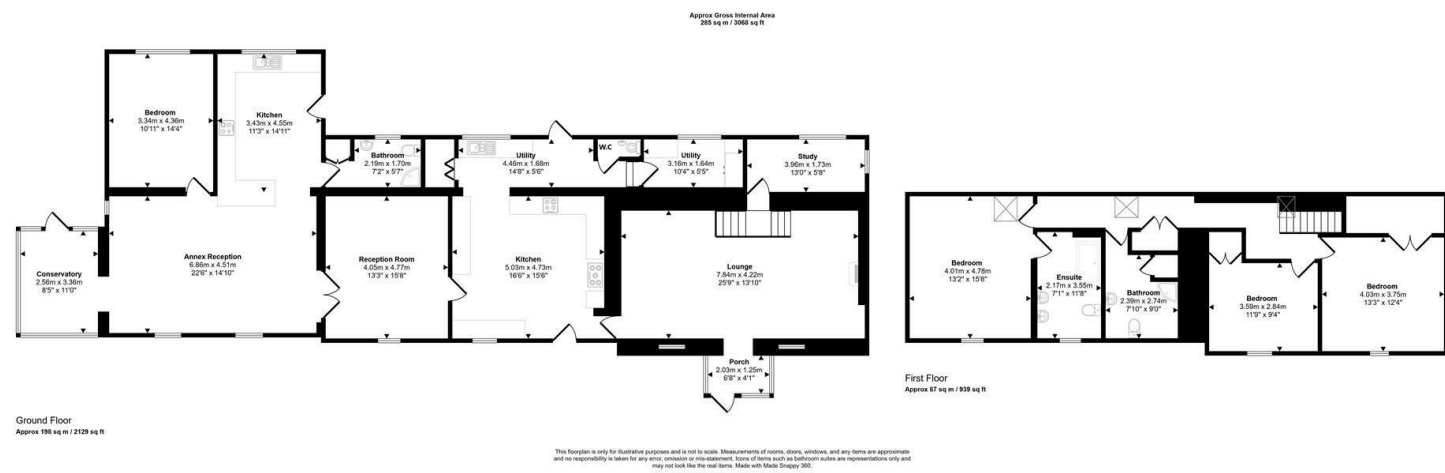 Approx Gross Internal Area
285 sq m / 3068 sq ft
Bedroom
3.34m x 4.36m
10'11" x 14'4"
Kitchen
3.43m x 4.55m
11'3" x 14'11"
Bathroom
2.19m x 1.70m
7'2" x 5'7"
Utility
4.46m x 1.68m
14'8" x 5'6"
W.C
Utility
3.16m x 1.64m
10'4" x 5'5"
Study
3.96m x 1.73m
13'0" x 5'8"
Conservatory
2.56m x 3.36m
8'5" x 11'0"
Annex Reception
6.86m x 4.51m
22'6" x 14'10"
Reception Room
4.05m x 4.77m
13'3" x 15'8"
Kitchen
5.03m x 4.73m
16'6" x 15'6"
Lounge
7.84m x 4.22m
25'9" x 13'10"
Porch
2.03m x 1.25m
6'8" x 4'1"
Ground Floor
Approx 198 sq m / 2129 sq ft
Bedroom
4.01m x 4.78m
13'2" x 15'8"
Ensuite
2.17m x 3.55m
7'1" x 11'8"
Bathroom
2.39m x 2.74m
7'10" x 9'0"
Bedroom
3.59m x 2.84m
11'9" x 9'4"
Bedroom
4.03m x 3.75m
13'3" x 12'4"
First Floor
Approx 87 sq m / 939 sq ft
This floorplan is only for illustrative purposes and is not to scale. Measurements of rooms, doors, windows, and any items are approximate
and no responsibility is taken for any error, omission or mis-statement. Icons of items such as bathroom suites are representations only and
may not look like the real items. Made with Made Snappy 360.